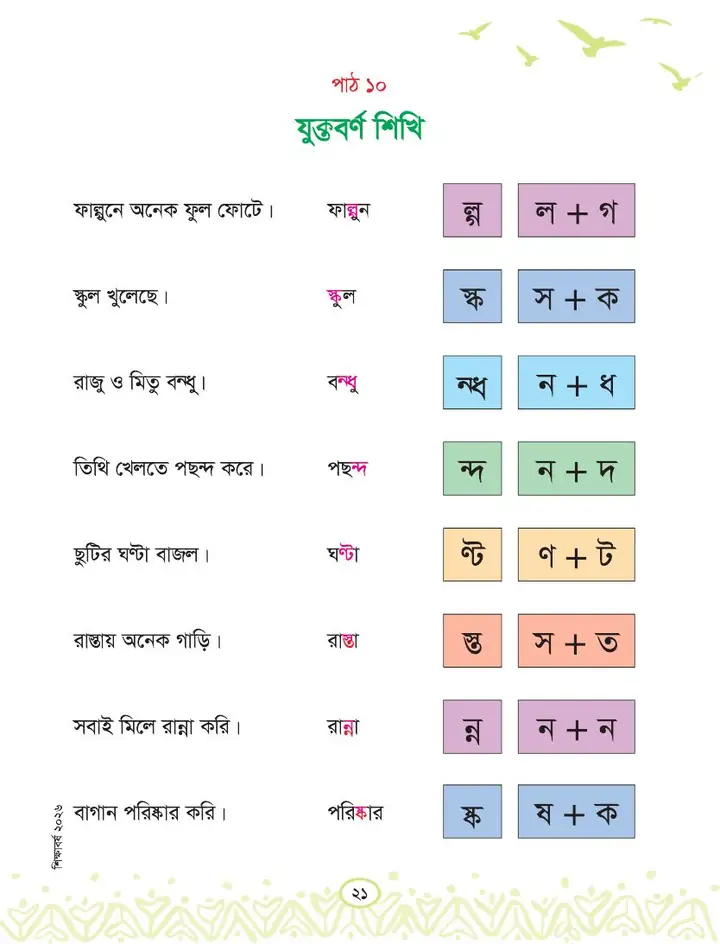 পাঠ ১০
যুক্তবর্ণ শিখি
ফাল্গুনে অনেক ফুল ফোটে। ফাল্গুন ল্গ ল + গ
স্কুল খুলেছে। স্কুল স্ক স + ক
রাজু ও মিতু বন্ধু। বন্ধু ন্ধ ন + ধ
তিথি খেলতে পছন্দ করে। পছন্দ ন্দ ন + দ
ছুটির ঘণ্টা বাজল। ঘণ্টা ণ্ট ণ + ট
রাস্তায় অনেক গাড়ি। রাস্তা স্ত স + ত
সবাই মিলে রান্না করি। রান্না ন্ন ন + ন
বাগান পরিষ্কার করি। পরিষ্কার ষ্ক ষ + ক
শিক্ষাবর্ষ ২০২৬
২১